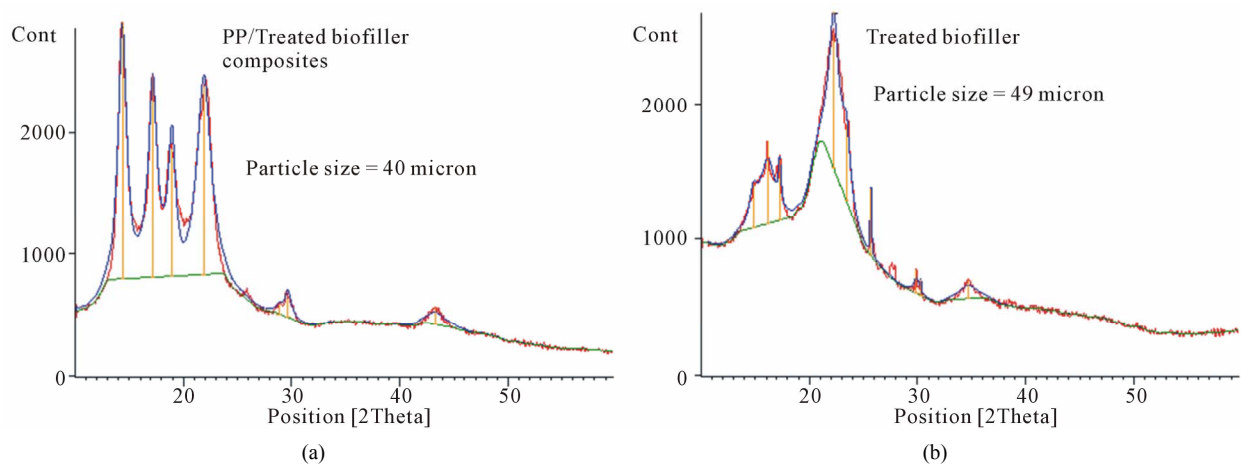 Cont
PP/Treated biofiller
composites
2000
Particle size = 40 micron
1000
0
20
30
40
50
Position [2Theta]
(a)
Cont
Treated biofiller
Particle size = 49 micron
2000
1000
0
20
30
40
50
Position [2Theta]
(b)